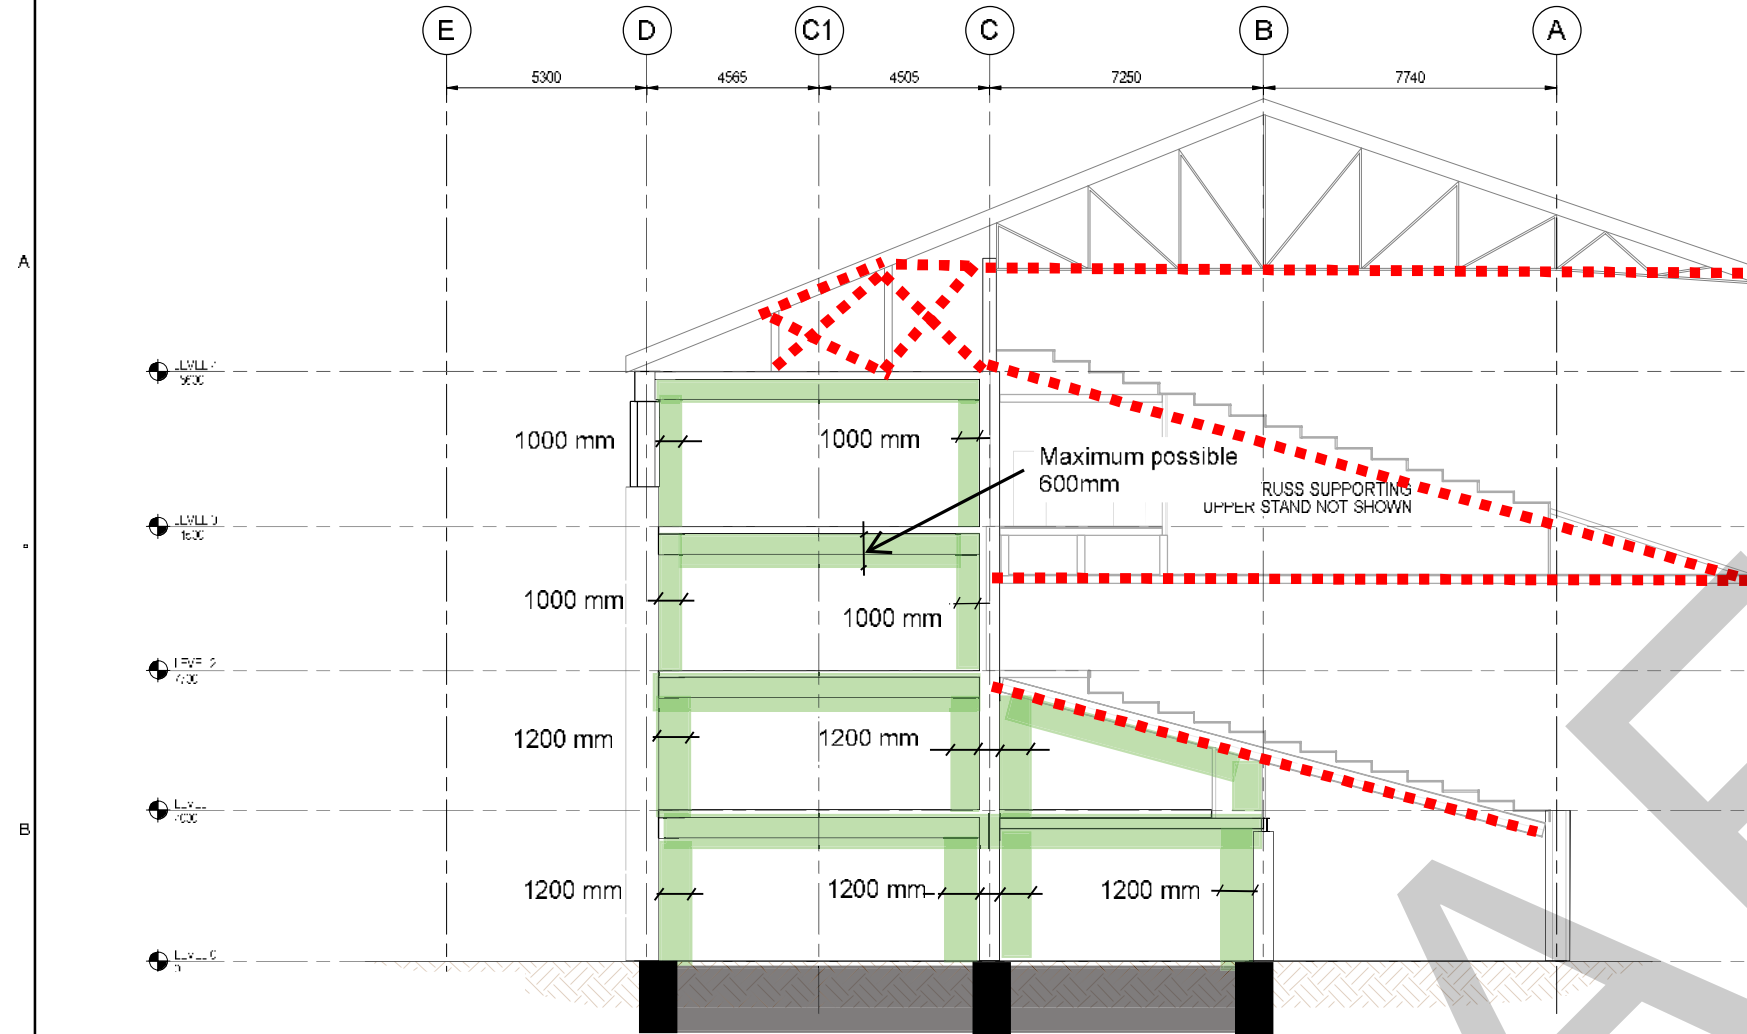 E D C1 C B A
5300 4565 4505 7250 7740
A
1000 mm 1000 mm
Maximum possible
600mm
RUSS SUPPORTING
UPPER STAND NOT SHOWN
1000 mm
1000 mm
1200 mm 1200 mm
B
1200 mm 1200 mm 1200 mm